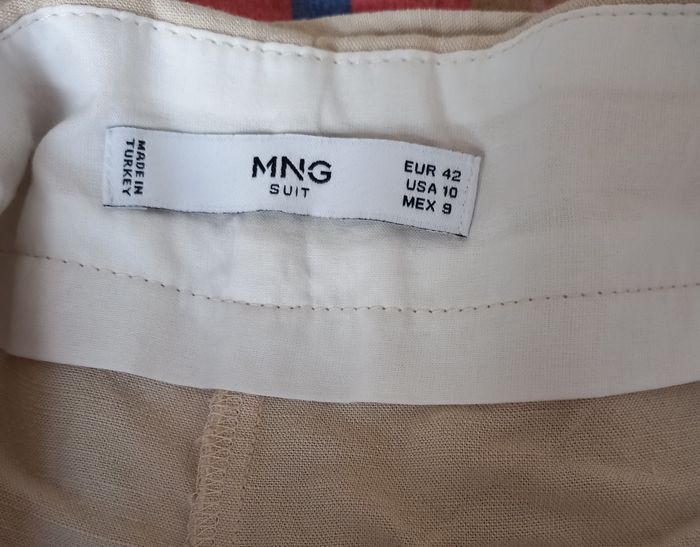 MADE IN
TURKEY
MNG
SUIT
EUR 42
USA 10
MEX 9